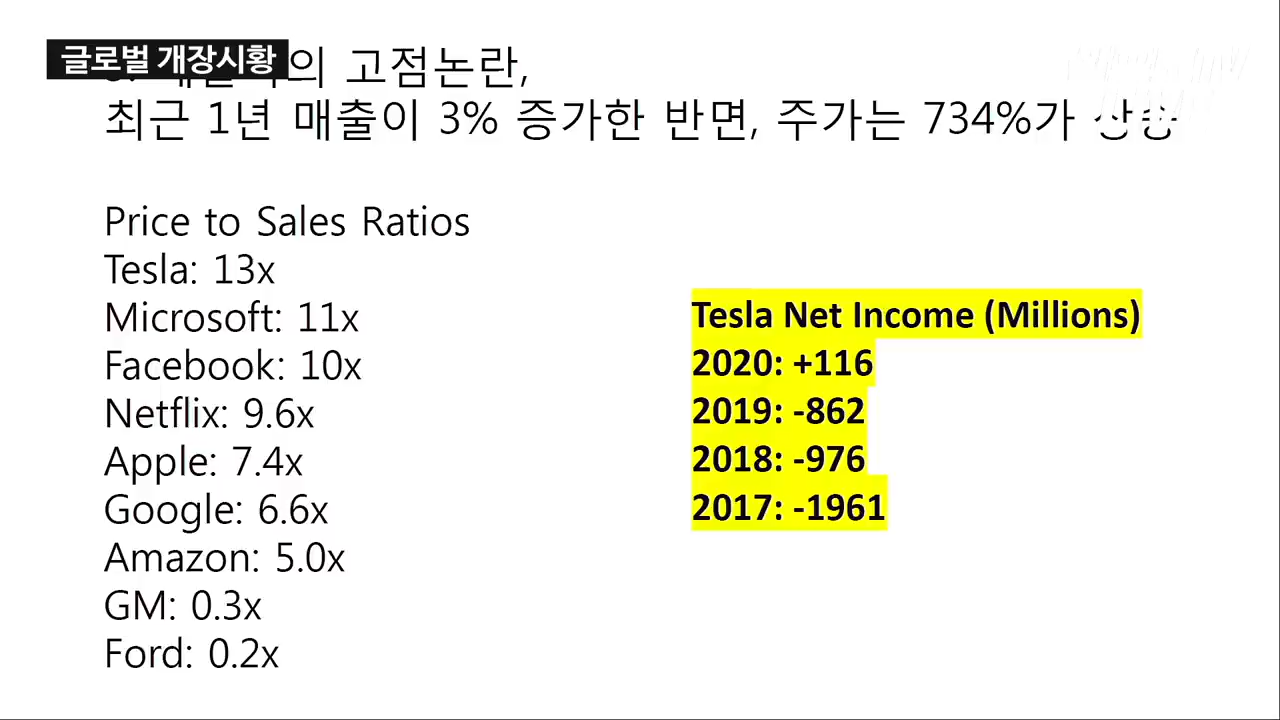 글로벌 개장시황
의 고점논란,
최근 1년 매출이 3% 증가한 반면, 주가는 734%가 상승
Price to Sales Ratios
Tesla: 13x
Microsoft: 11x
Facebook: 10x
Netflix: 9.6x
Apple: 7.4x
Google: 6.6x
Amazon: 5.0x
GM: 0.3x
Ford: 0.2x
Tesla Net Income (Millions)
2020: +116
2019: -862
2018: -976
2017: -1961